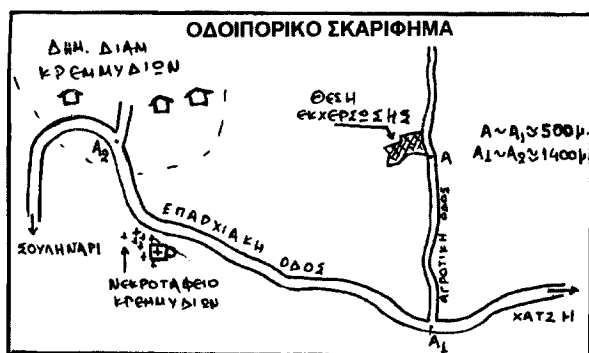 ΟΔΟΙΠΟΡΙΚΟ ΣΚΑΡΙΦΗΜΑ
ΔΗΜ. ΔΙΑΜ
ΚΡΕΜΜΥΔΙΩΝ
ΘΕΣΗ
ΕΚΧΕΡΣΩΣΗΣ
Α~Α1≈500μ.
Α1~Α2≈1400μ
Α
Α2
ΕΠΑΡΧΙΑΚΗ
ΟΔΟΣ
ΑΓΡΟΤΙΚΗ ΟΔΟΣ
ΣΟΥΛΗΝΑΡΙ
ΝΕΚΡΟΤΑΦΕΙΟ
ΚΡΕΜΜΥΔΙΩΝ
ΧΑΤΖΗ
Α1